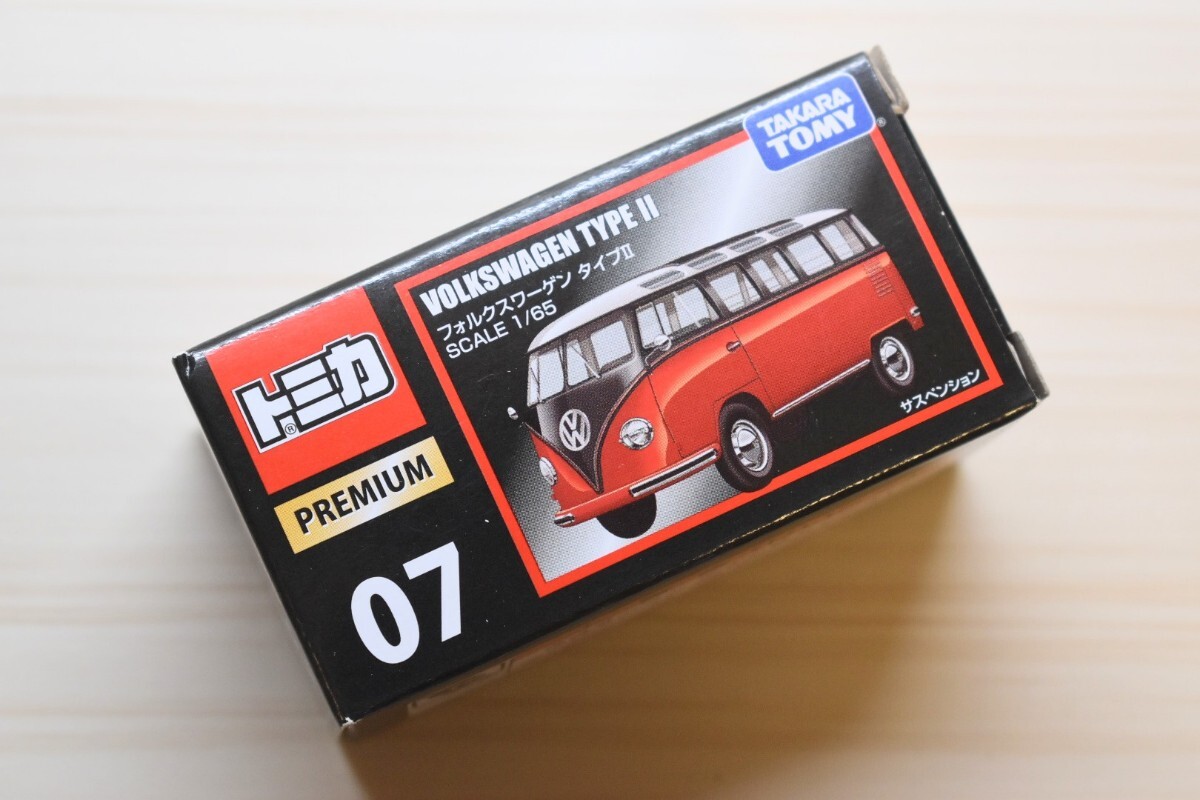 TAKARA
TOMY
®
VOLKSWAGEN TYPE II
フォルクスワーゲン タイプII
SCALE 1/65
トミカ
®
PREMIUM
07
VW
サスペンション